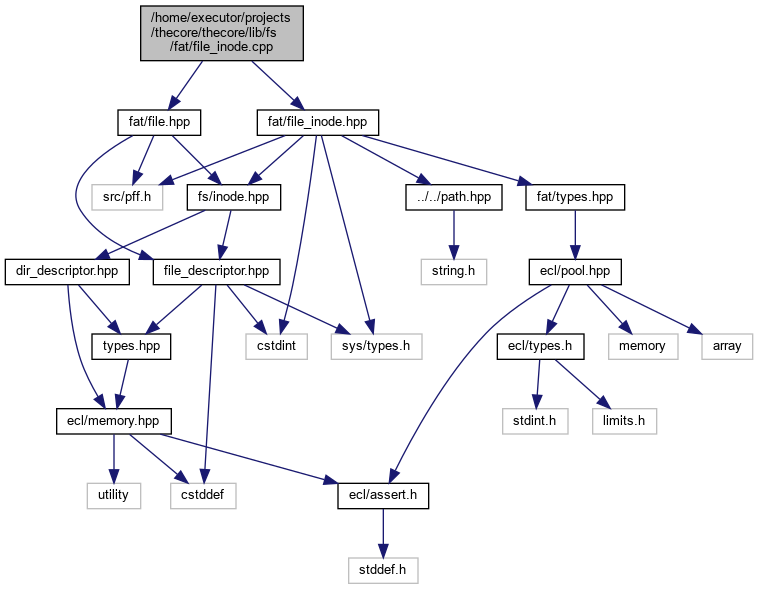 /home/executor/projects
/thecore/thecore/lib/fs
/fat/file_inode.cpp
fat/file.hpp
fat/file_inode.hpp
src/pff.h
fs/inode.hpp
../../path.hpp
fat/types.hpp
dir_descriptor.hpp
file_descriptor.hpp
string.h
ecl/pool.hpp
types.hpp
cstdint
sys/types.h
ecl/types.h
memory
array
ecl/memory.hpp
stdint.h
limits.h
utility
cstddef
ecl/assert.h
stddef.h